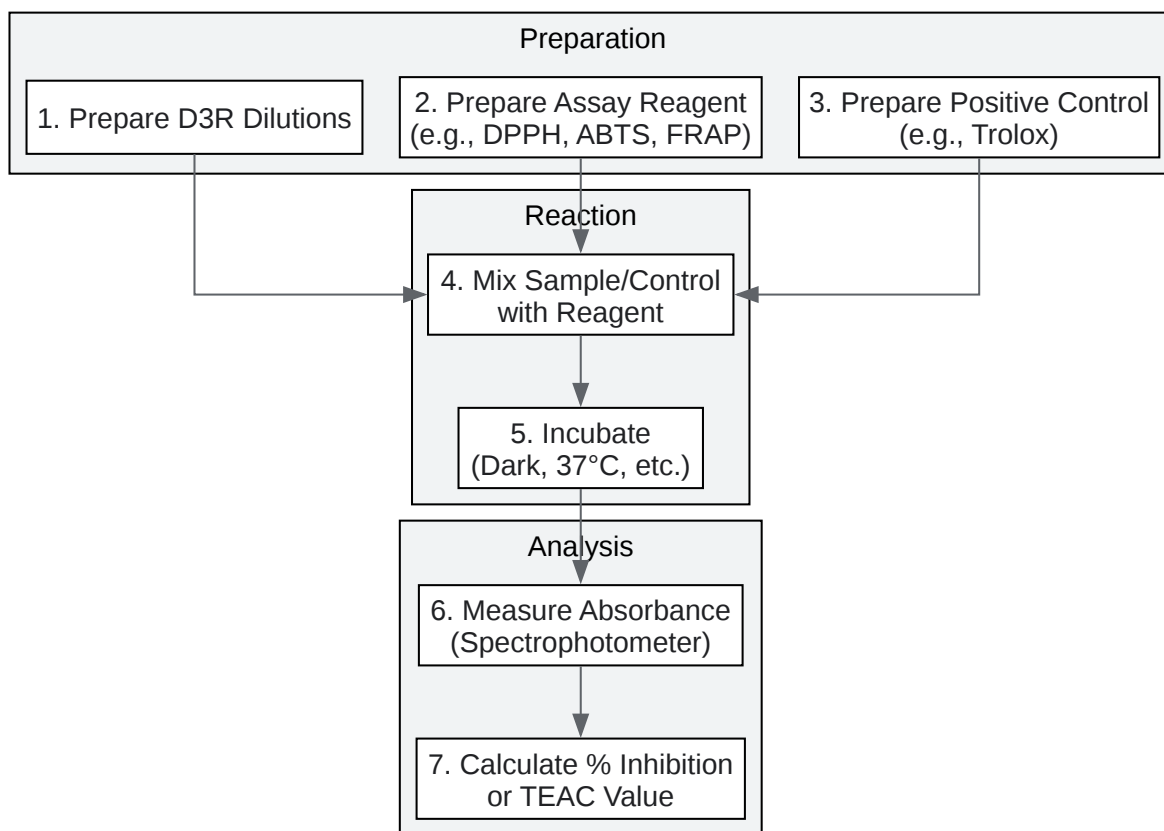 Preparation
1. Prepare D3R Dilutions
2. Prepare Assay Reagent
(e.g., DPPH, ABTS, FRAP)
3. Prepare Positive Control
(e.g., Trolox)
Reaction
4. Mix Sample/Control
with Reagent
5. Incubate
(Dark, 37°C, etc.)
Analysis
6. Measure Absorbance
(Spectrophotometer)
7. Calculate % Inhibition
or TEAC Value